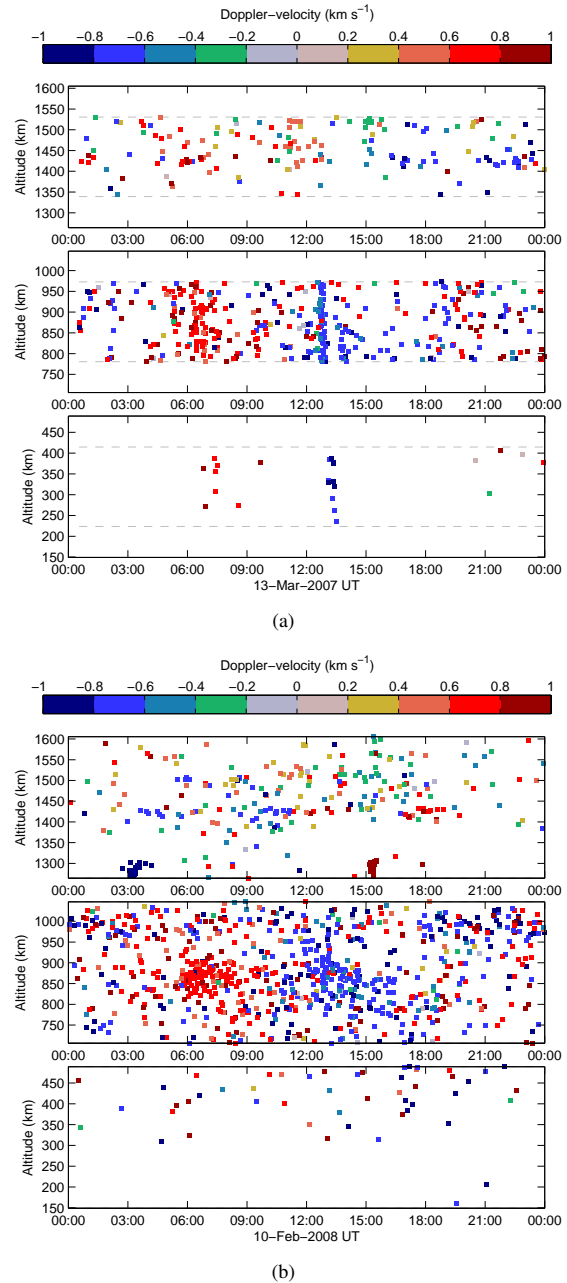 Doppler−velocity (km s−1)
−1 −0.8 −0.6 −0.4 −0.2 0 0.2 0.4 0.6 0.8 1
1600
1550
1500
1450
1400
1350
1300
Altitude (km)
00:00 03:00 06:00 09:00 12:00 15:00 18:00 21:00 00:00
1000
950
900
850
800
750
Altitude (km)
00:00 03:00 06:00 09:00 12:00 15:00 18:00 21:00 00:00
450
400
350
300
250
200
150
Altitude (km)
00:00 03:00 06:00 09:00 12:00 15:00 18:00 21:00 00:00
13−Mar−2007 UT
(a)
Doppler−velocity (km s−1)
−1 −0.8 −0.6 −0.4 −0.2 0 0.2 0.4 0.6 0.8 1
1600
1550
1500
1450
1400
1350
1300
Altitude (km)
00:00 03:00 06:00 09:00 12:00 15:00 18:00 21:00 00:00
1000
950
900
850
800
750
Altitude (km)
00:00 03:00 06:00 09:00 12:00 15:00 18:00 21:00 00:00
450
400
350
300
250
200
150
Altitude (km)
00:00 03:00 06:00 09:00 12:00 15:00 18:00 21:00 00:00
10−Feb−2008 UT
(b)